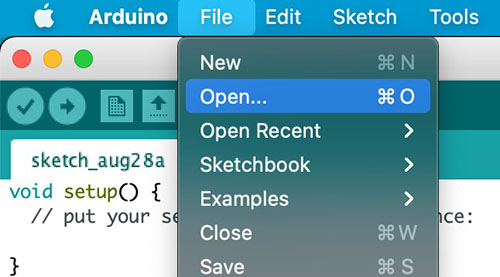 Arduino File Edit Sketch Tools
New ⌘ N
Open... ⌘ O
Open Recent
Sketchbook
sketch_aug28a
Examples
void setup() {
// put your se nce:
Close ⌘ W
}
Save ⌘ S